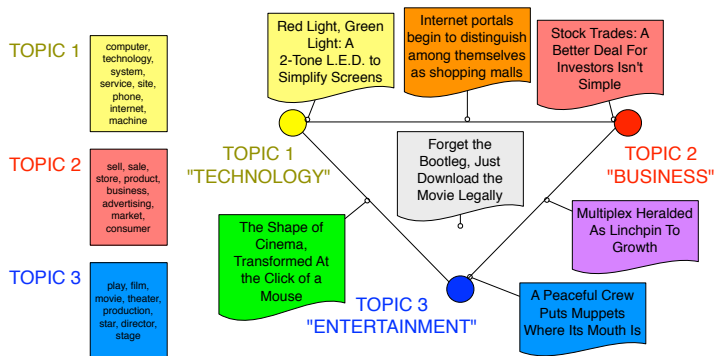 TOPIC 1
computer,
technology,
system,
service, site,
phone,
internet,
machine
TOPIC 2
sell, sale,
store, product,
business,
advertising,
market,
consumer
TOPIC 3
play, film,
movie, theater,
production,
star, director,
stage
Red Light, Green
Light: A
2-Tone L.E.D. to
Simplify Screens
Internet portals
begin to distinguish
among themselves
as shopping malls
Stock Trades: A
Better Deal For
Investors Isn't
Simple
TOPIC 1
"TECHNOLOGY"
Forget the
Bootleg, Just
Download the
Movie Legally
TOPIC 2
"BUSINESS"
The Shape of
Cinema,
Transformed At
the Click of a
Mouse
Multiplex Heralded
As Linchpin To
Growth
TOPIC 3
"ENTERTAINMENT"
A Peaceful Crew
Puts Muppets
Where Its Mouth Is